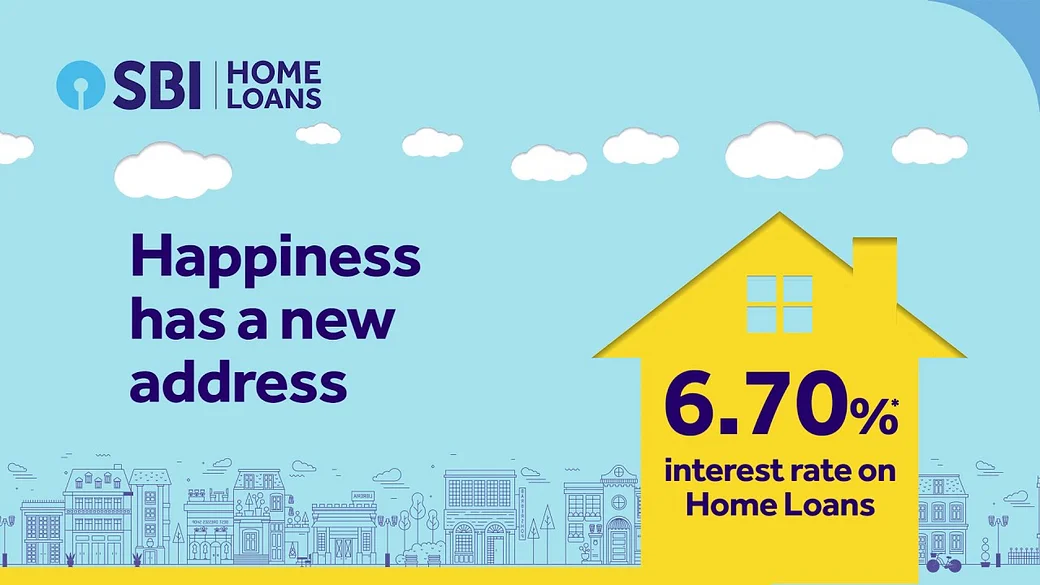 SBI
HOME
LOANS
Happiness
has a new
address
6.70%*
interest rate on
Home Loans